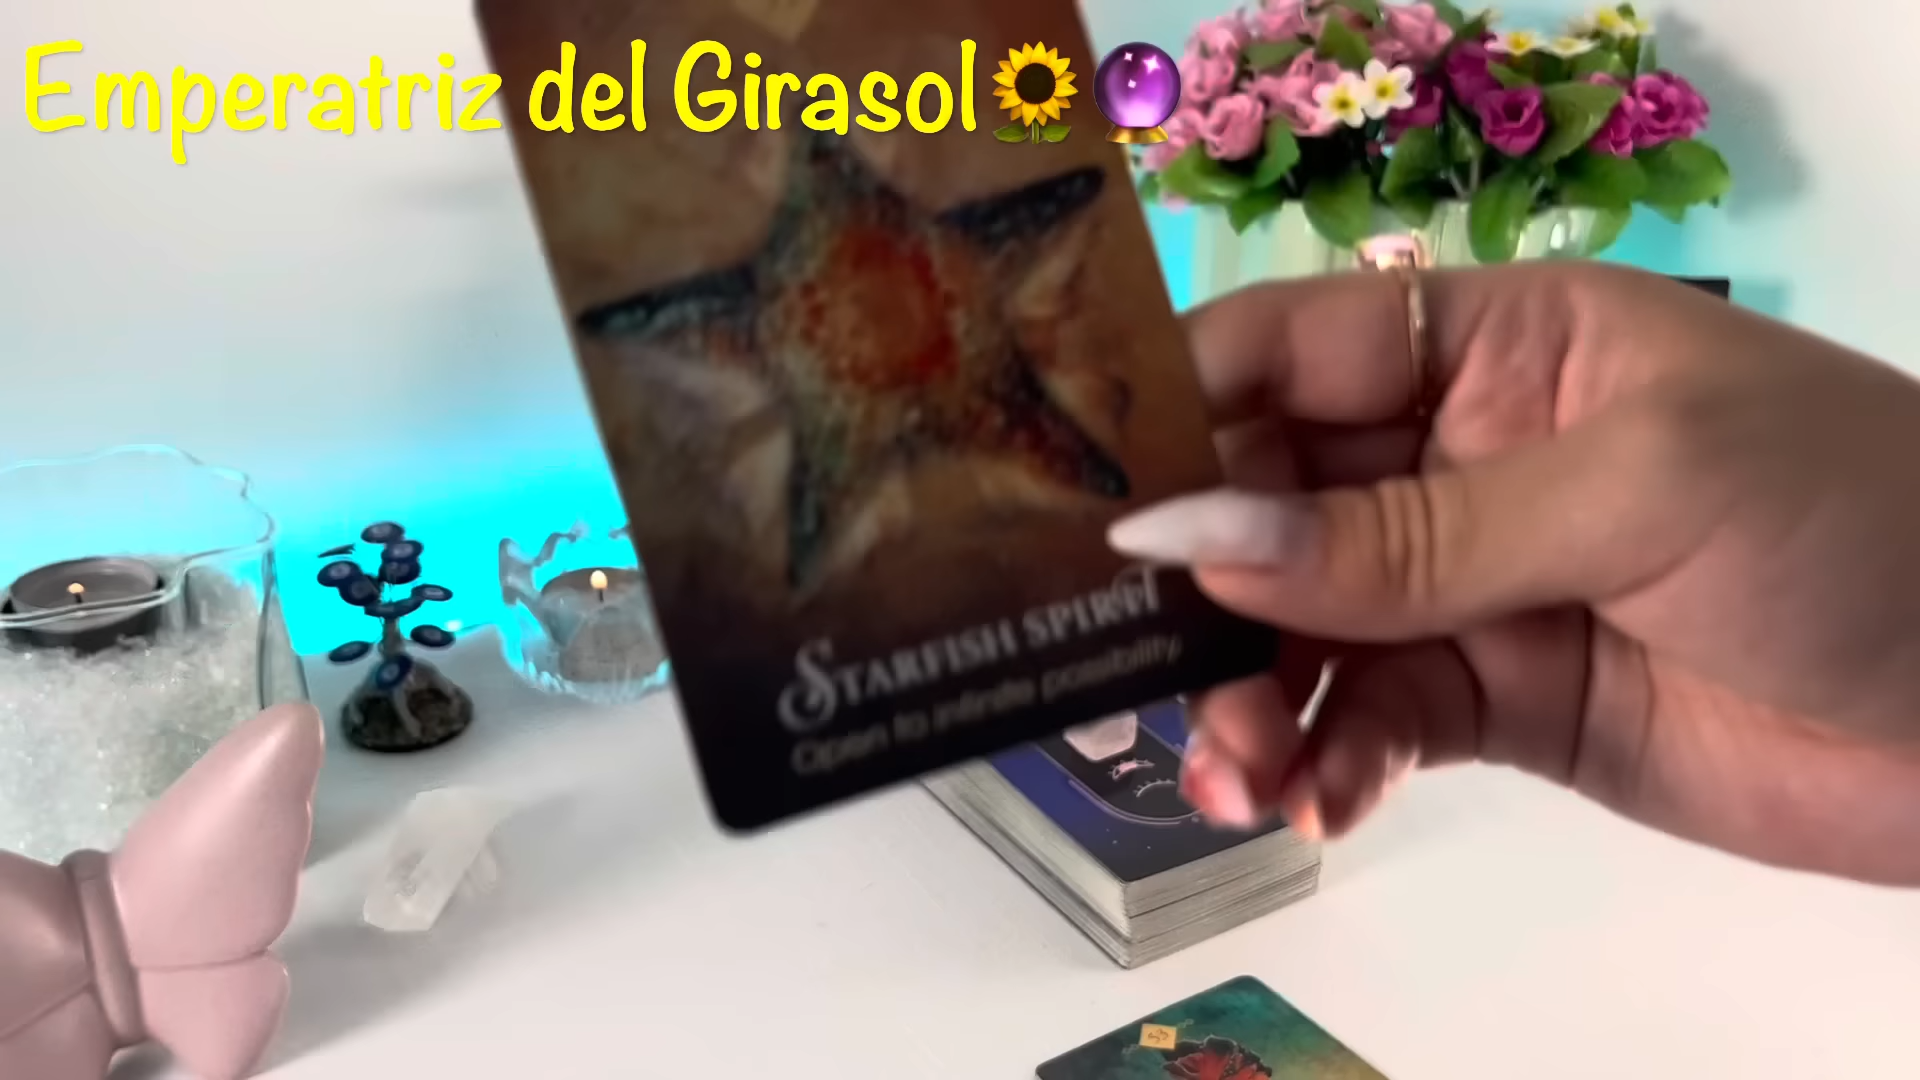 Emperatriz del Girasol🌻🔮
STARFISH SPIRIT
Open to infinite possibility